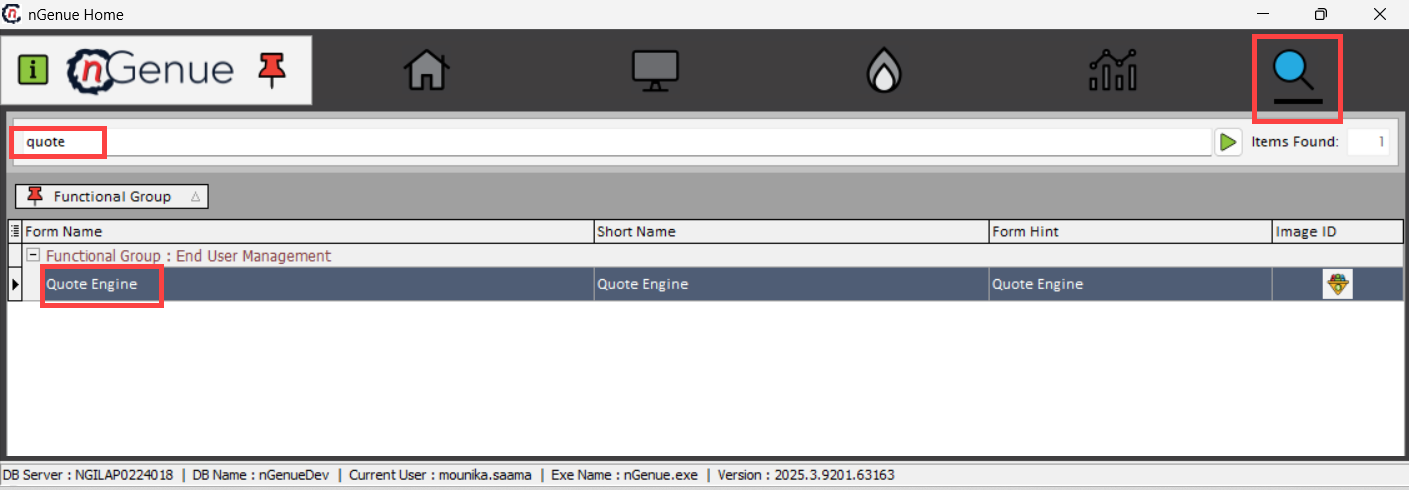 nGenue Home
i nGenue
quote Items Found: 1
Functional Group
Form Name Short Name Form Hint Image ID
Functional Group : End User Management
Quote Engine Quote Engine Quote Engine
DB Server : NGILAP0224018 | DB Name : nGenueDev | Current User : mounika.saama | Exe Name : nGenue.exe | Version : 2025.3.9201.63163